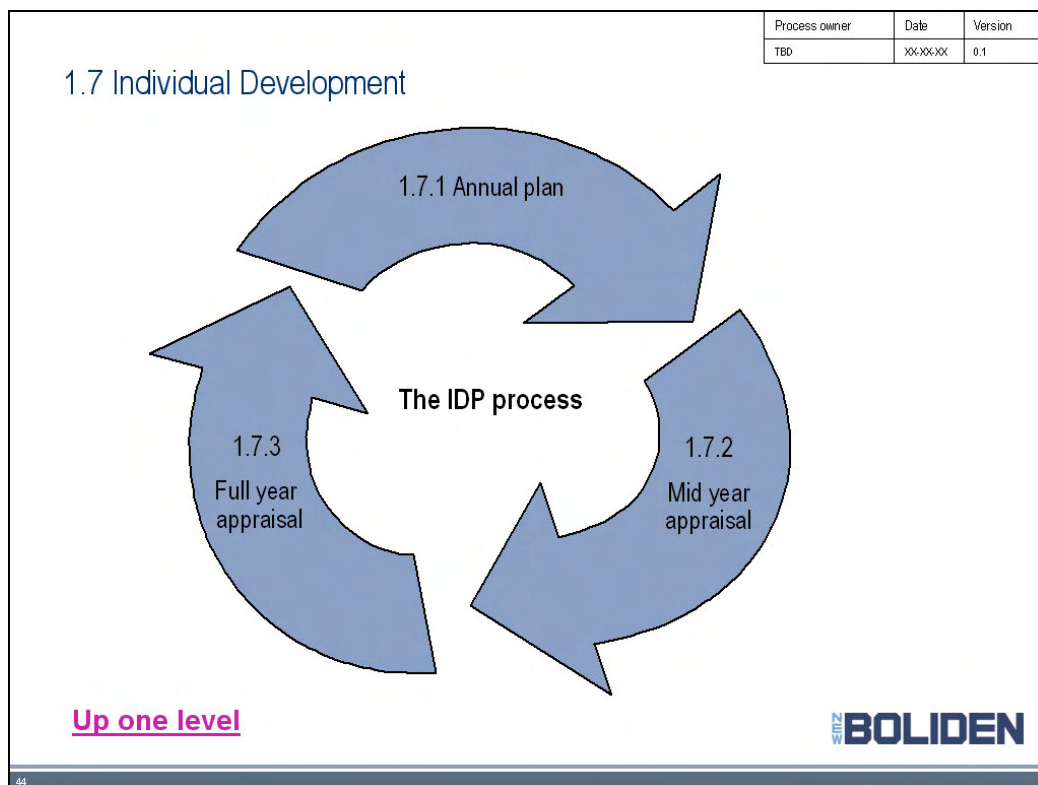 Process owner Date Version
TBD XX-XX-XX 0.1
1.7 Individual Development
1.7.1 Annual plan
The IDP process
1.7.2
Mid year
appraisal
1.7.3
Full year
appraisal
Up one level
NEW BOLIDEN
44